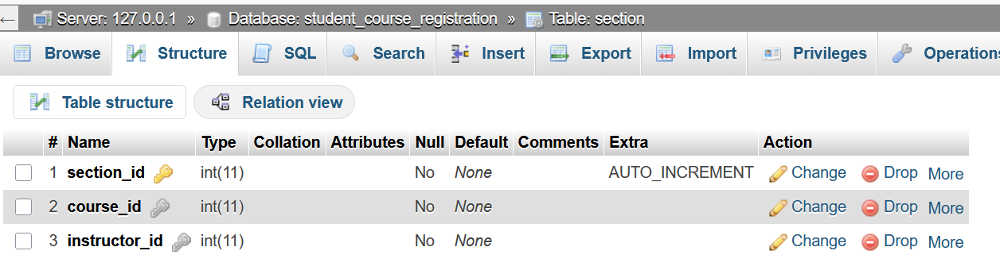 Server: 127.0.0.1 » Database: student_course_registration » Table: section
Browse Structure SQL Search Insert Export Import Privileges Operations
Table structure Relation view
# Name Type Collation Attributes Null Default Comments Extra Action
1 section_id int(11) No None AUTO_INCREMENT Change Drop More
2 course_id int(11) No None Change Drop More
3 instructor_id int(11) No None Change Drop More